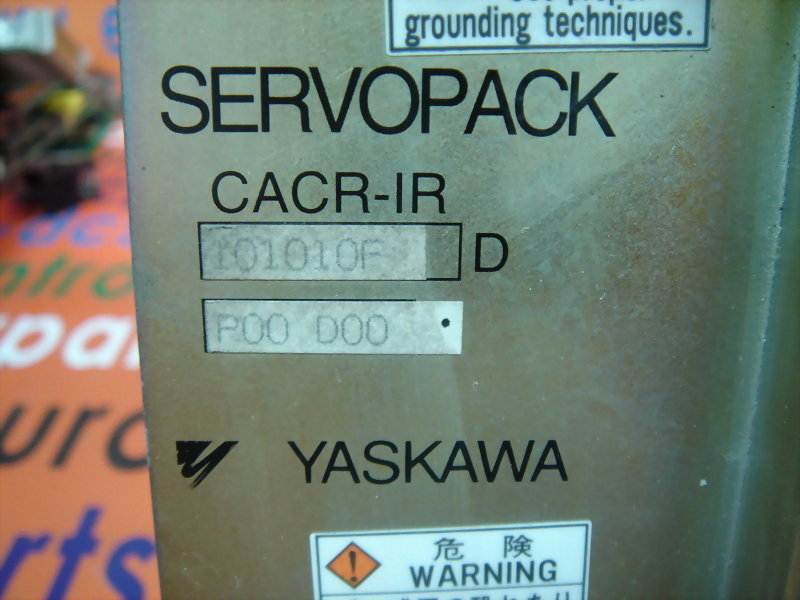 grounding techniques.
SERVOPACK
CACR-IR
101010F D
P00 D00
YASKAWA
危 険
WARNING